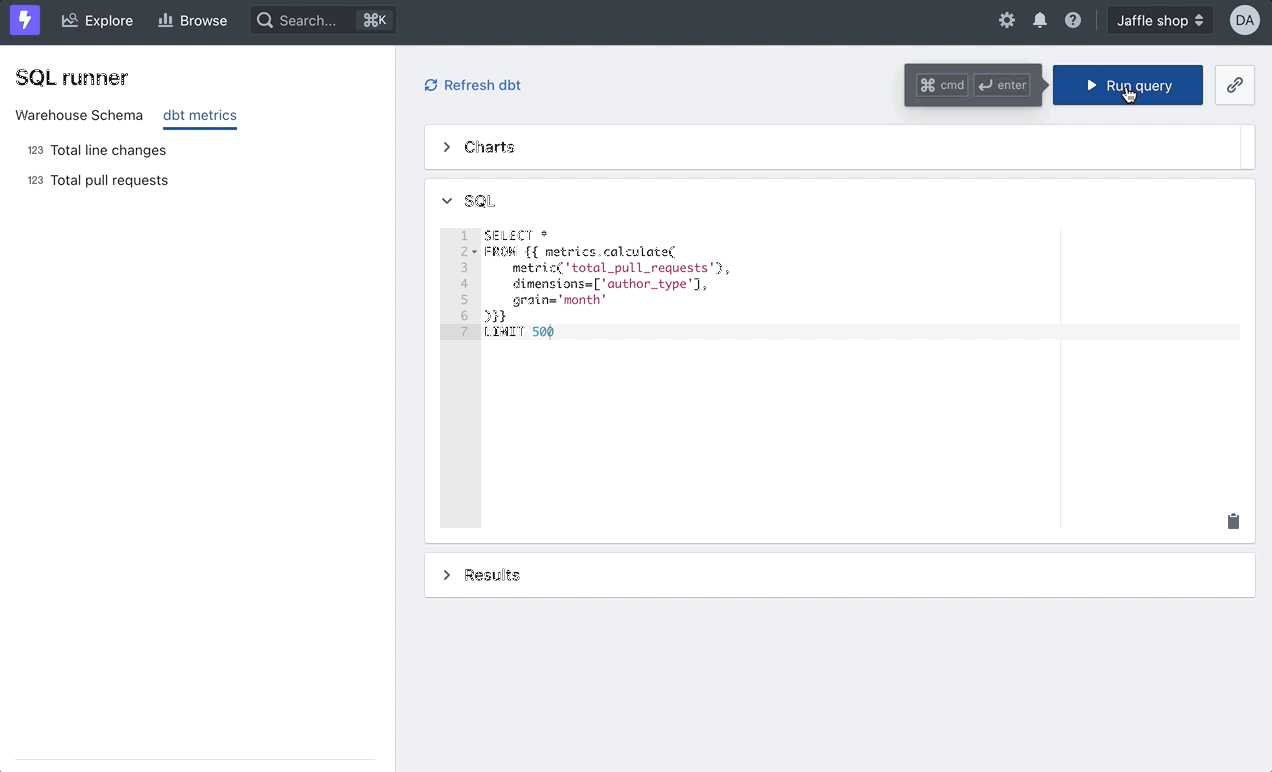 Explore Browse Search... ⌘K Jaffle shop DA
SQL runner
Warehouse Schema dbt metrics
123 Total line changes
123 Total pull requests
Refresh dbt
⌘ cmd ↵ enter
Run query
Charts
SQL
1 SELECT *
2 FROM {{ metrics.calculate(
3 metric('total_pull_requests'),
4 dimensions=['author_type'],
5 grain='month'
6 )}}
7 LIMIT 500
Results